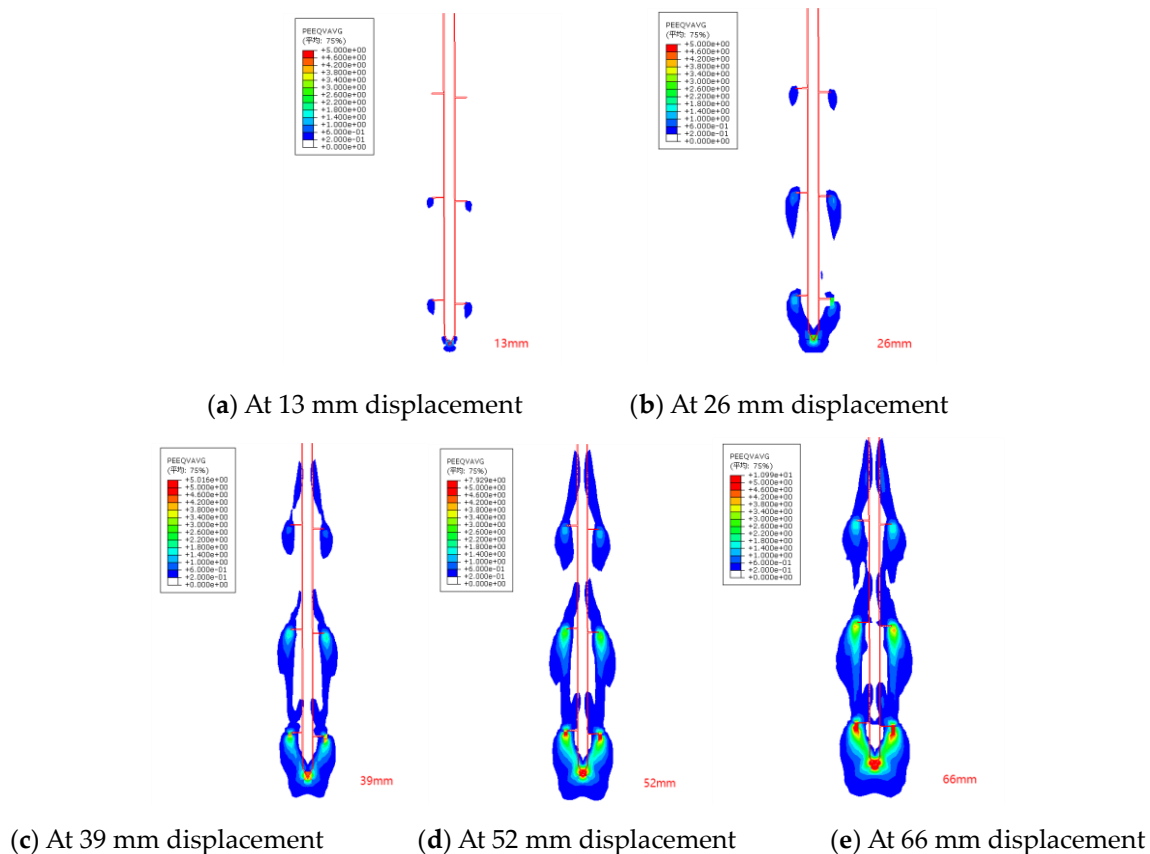 PEEQVAVG
(平均: 75%)
+5.000e+00
+4.600e+00
+4.200e+00
+3.800e+00
+3.400e+00
+3.000e+00
+2.600e+00
+2.200e+00
+1.800e+00
+1.400e+00
+1.000e+00
+6.000e-01
+2.000e-01
+0.000e+00
13mm
PEEQVAVG
(平均: 75%)
+5.000e+00
+4.600e+00
+4.200e+00
+3.800e+00
+3.400e+00
+3.000e+00
+2.600e+00
+2.200e+00
+1.800e+00
+1.400e+00
+1.000e+00
+6.000e-01
+2.000e-01
+0.000e+00
26mm
(a) At 13 mm displacement
(b) At 26 mm displacement
PEEQVAVG
(平均: 75%)
+5.016e+00
+5.000e+00
+4.600e+00
+4.200e+00
+3.800e+00
+3.400e+00
+3.000e+00
+2.600e+00
+2.200e+00
+1.800e+00
+1.400e+00
+1.000e+00
+6.000e-01
+2.000e-01
+0.000e+00
39mm
PEEQVAVG
(平均: 75%)
+7.929e+00
+5.000e+00
+4.600e+00
+4.200e+00
+3.800e+00
+3.400e+00
+3.000e+00
+2.600e+00
+2.200e+00
+1.800e+00
+1.400e+00
+1.000e+00
+6.000e-01
+2.000e-01
+0.000e+00
52mm
PEEQVAVG
(平均: 75%)
+1.099e+01
+5.000e+00
+4.600e+00
+4.200e+00
+3.800e+00
+3.400e+00
+3.000e+00
+2.600e+00
+2.200e+00
+1.800e+00
+1.400e+00
+1.000e+00
+6.000e-01
+2.000e-01
+0.000e+00
66mm
(c) At 39 mm displacement
(d) At 52 mm displacement
(e) At 66 mm displacement